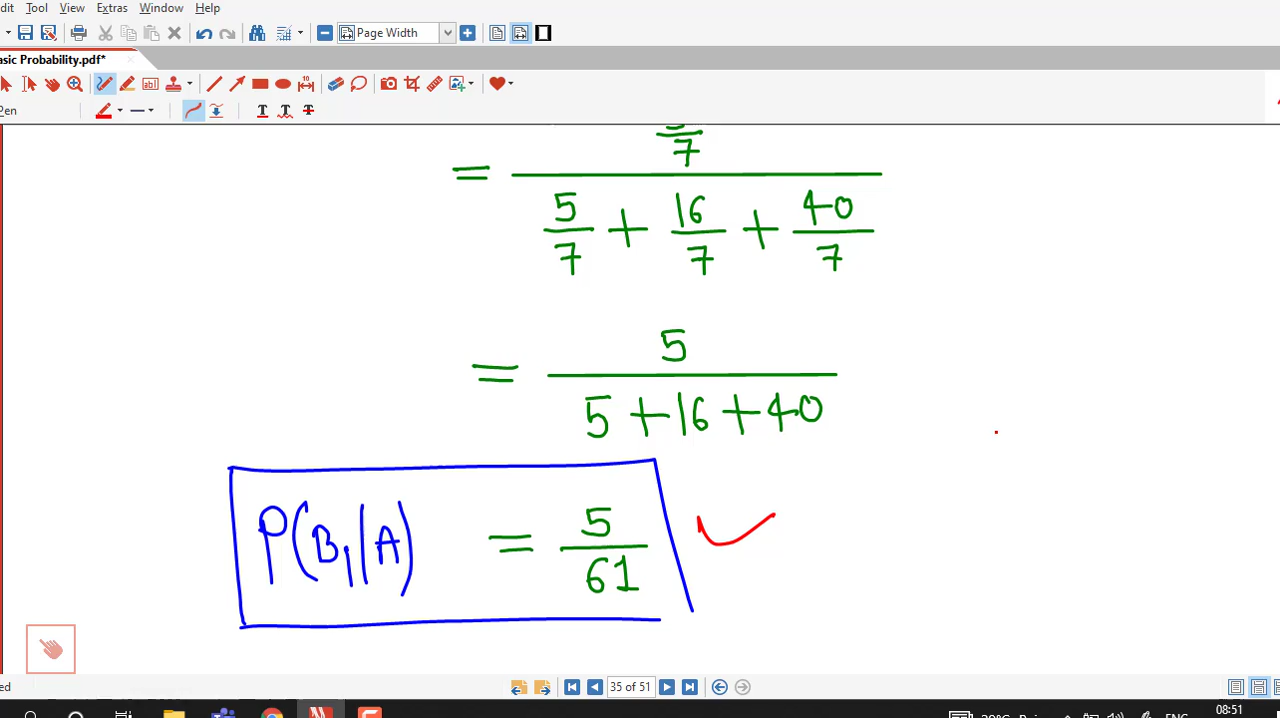 dit Tool View Extras Window Help
Page Width
asic Probability.pdf*
Pen
7
= 5/7 + 16/7 + 40/7
= 5
5+16+40
P(B₁|A) = 5/61
35 of 51
ENG
08:51